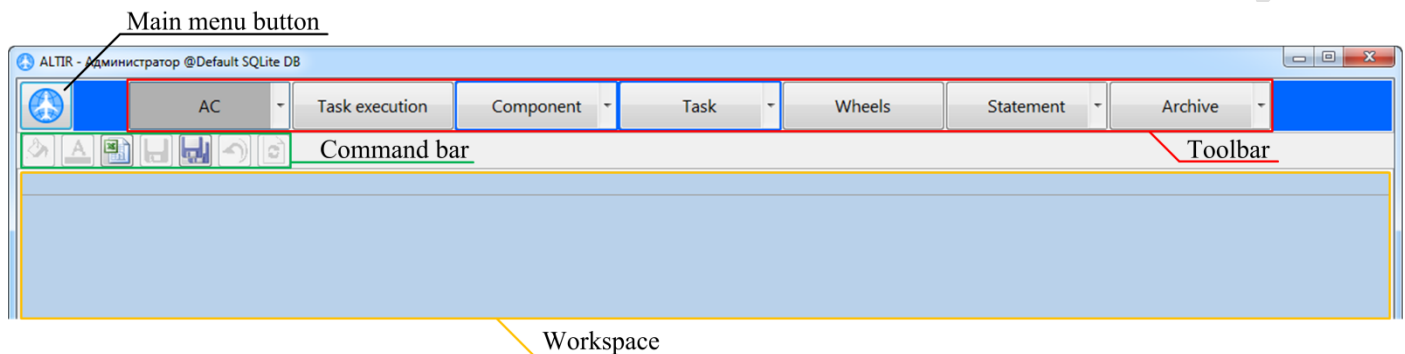 Main menu button
ALTIR - Администратор @Default SQLite DB
AC Task execution Component Task Wheels Statement Archive
Command bar Toolbar
Workspace